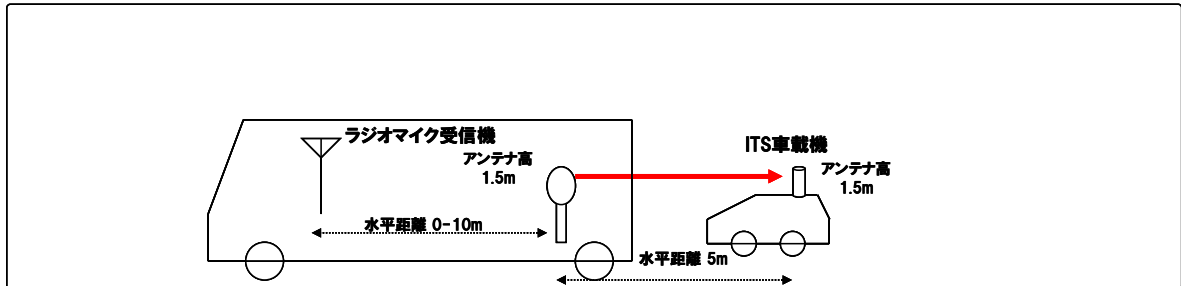 ラジオマイク受信機
アンテナ高
1.5m
ITS車載機
アンテナ高
1.5m
水平距離 0-10m
水平距離 5m